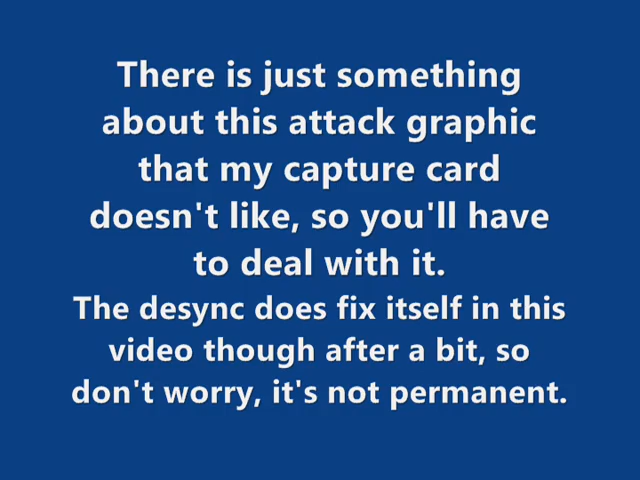 There is just something
about this attack graphic
that my capture card
doesn't like, so you'll have
to deal with it.
The desync does fix itself in this
video though after a bit, so
don't worry, it's not permanent.